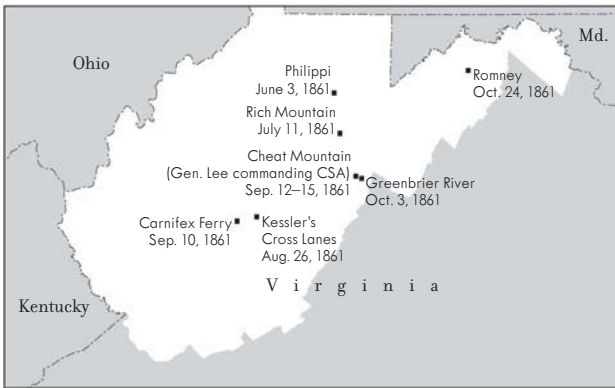 Ohio
Md.
Philippi
June 3, 1861
Romney
Oct. 24, 1861
Rich Mountain
July 11, 1861
Cheat Mountain
(Gen. Lee commanding CSA)
Sep. 12–15, 1861
Greenbrier River
Oct. 3, 1861
Carnifex Ferry
Sep. 10, 1861
Kessler's
Cross Lanes
Aug. 26, 1861
Virginia
Kentucky